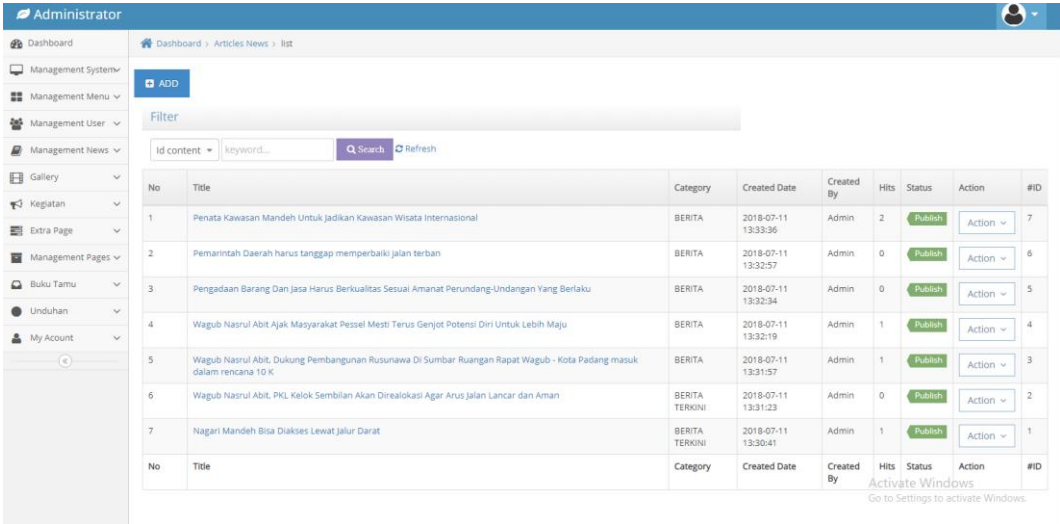 Administrator
Dashboard
Management System
Management Menu
Management User
Management News
Gallery
Kegiatan
Extra Page
Management Pages
Buku Tamu
Unduhan
My Acount
Dashboard > Articles News > list
ADD
Filter
Id content keyword... Search Refresh
No Title Category Created Date Created By Hits Status Action #ID
1 Penata Kawasan Mandeh Untuk Jadikan Kawasan Wisata Internasional BERITA 2018-07-11 13:33:36 Admin 2 Publish Action 7
2 Pemarintah Daerah harus tanggap memperbaiki jalan terban BERITA 2018-07-11 13:32:57 Admin 0 Publish Action 6
3 Pengadaan Barang Dan Jasa Harus Berkualitas Sesuai Amanat Perundang-Undangan Yang Berlaku BERITA 2018-07-11 13:32:34 Admin 0 Publish Action 5
4 Wagub Nasrul Abit Ajak Masyarakat Pessel Mesti Terus Genjot Potensi Diri Untuk Lebih Maju BERITA 2018-07-11 13:32:19 Admin 1 Publish Action 4
5 Wagub Nasrul Abit, Dukung Pembangunan Rusunawa Di Sumbar Ruangan Rapat Wagub - Kota Padang masuk dalam rencana 10 K BERITA 2018-07-11 13:31:57 Admin 1 Publish Action 3
6 Wagub Nasrul Abit, PKL Kelok Sembilan Akan Direalokasi Agar Arus Jalan Lancar dan Aman BERITA TERKINI 2018-07-11 13:31:23 Admin 0 Publish Action 2
7 Nagari Mandeh Bisa Diakses Lewat Jalur Darat BERITA TERKINI 2018-07-11 13:30:41 Admin 1 Publish Action 1
No Title Category Created Date Created By Hits Status Action #ID
Activate Windows
Go to Settings to activate Windows.